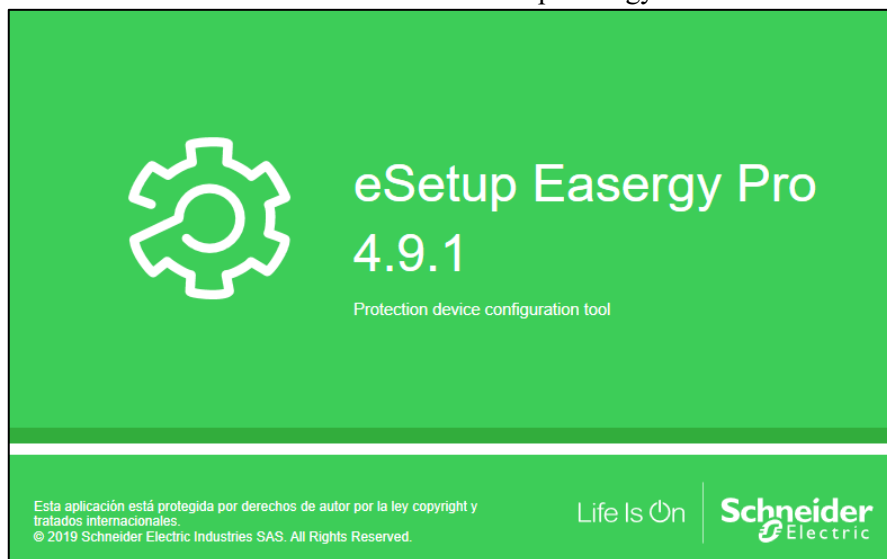 eSetup Easergy Pro
4.9.1
Protection device configuration tool
Esta aplicación está protegida por derechos de autor por la ley copyright y
tratados internacionales.
© 2019 Schneider Electric Industries SAS. All Rights Reserved.
Life Is On
Schneider
Electric